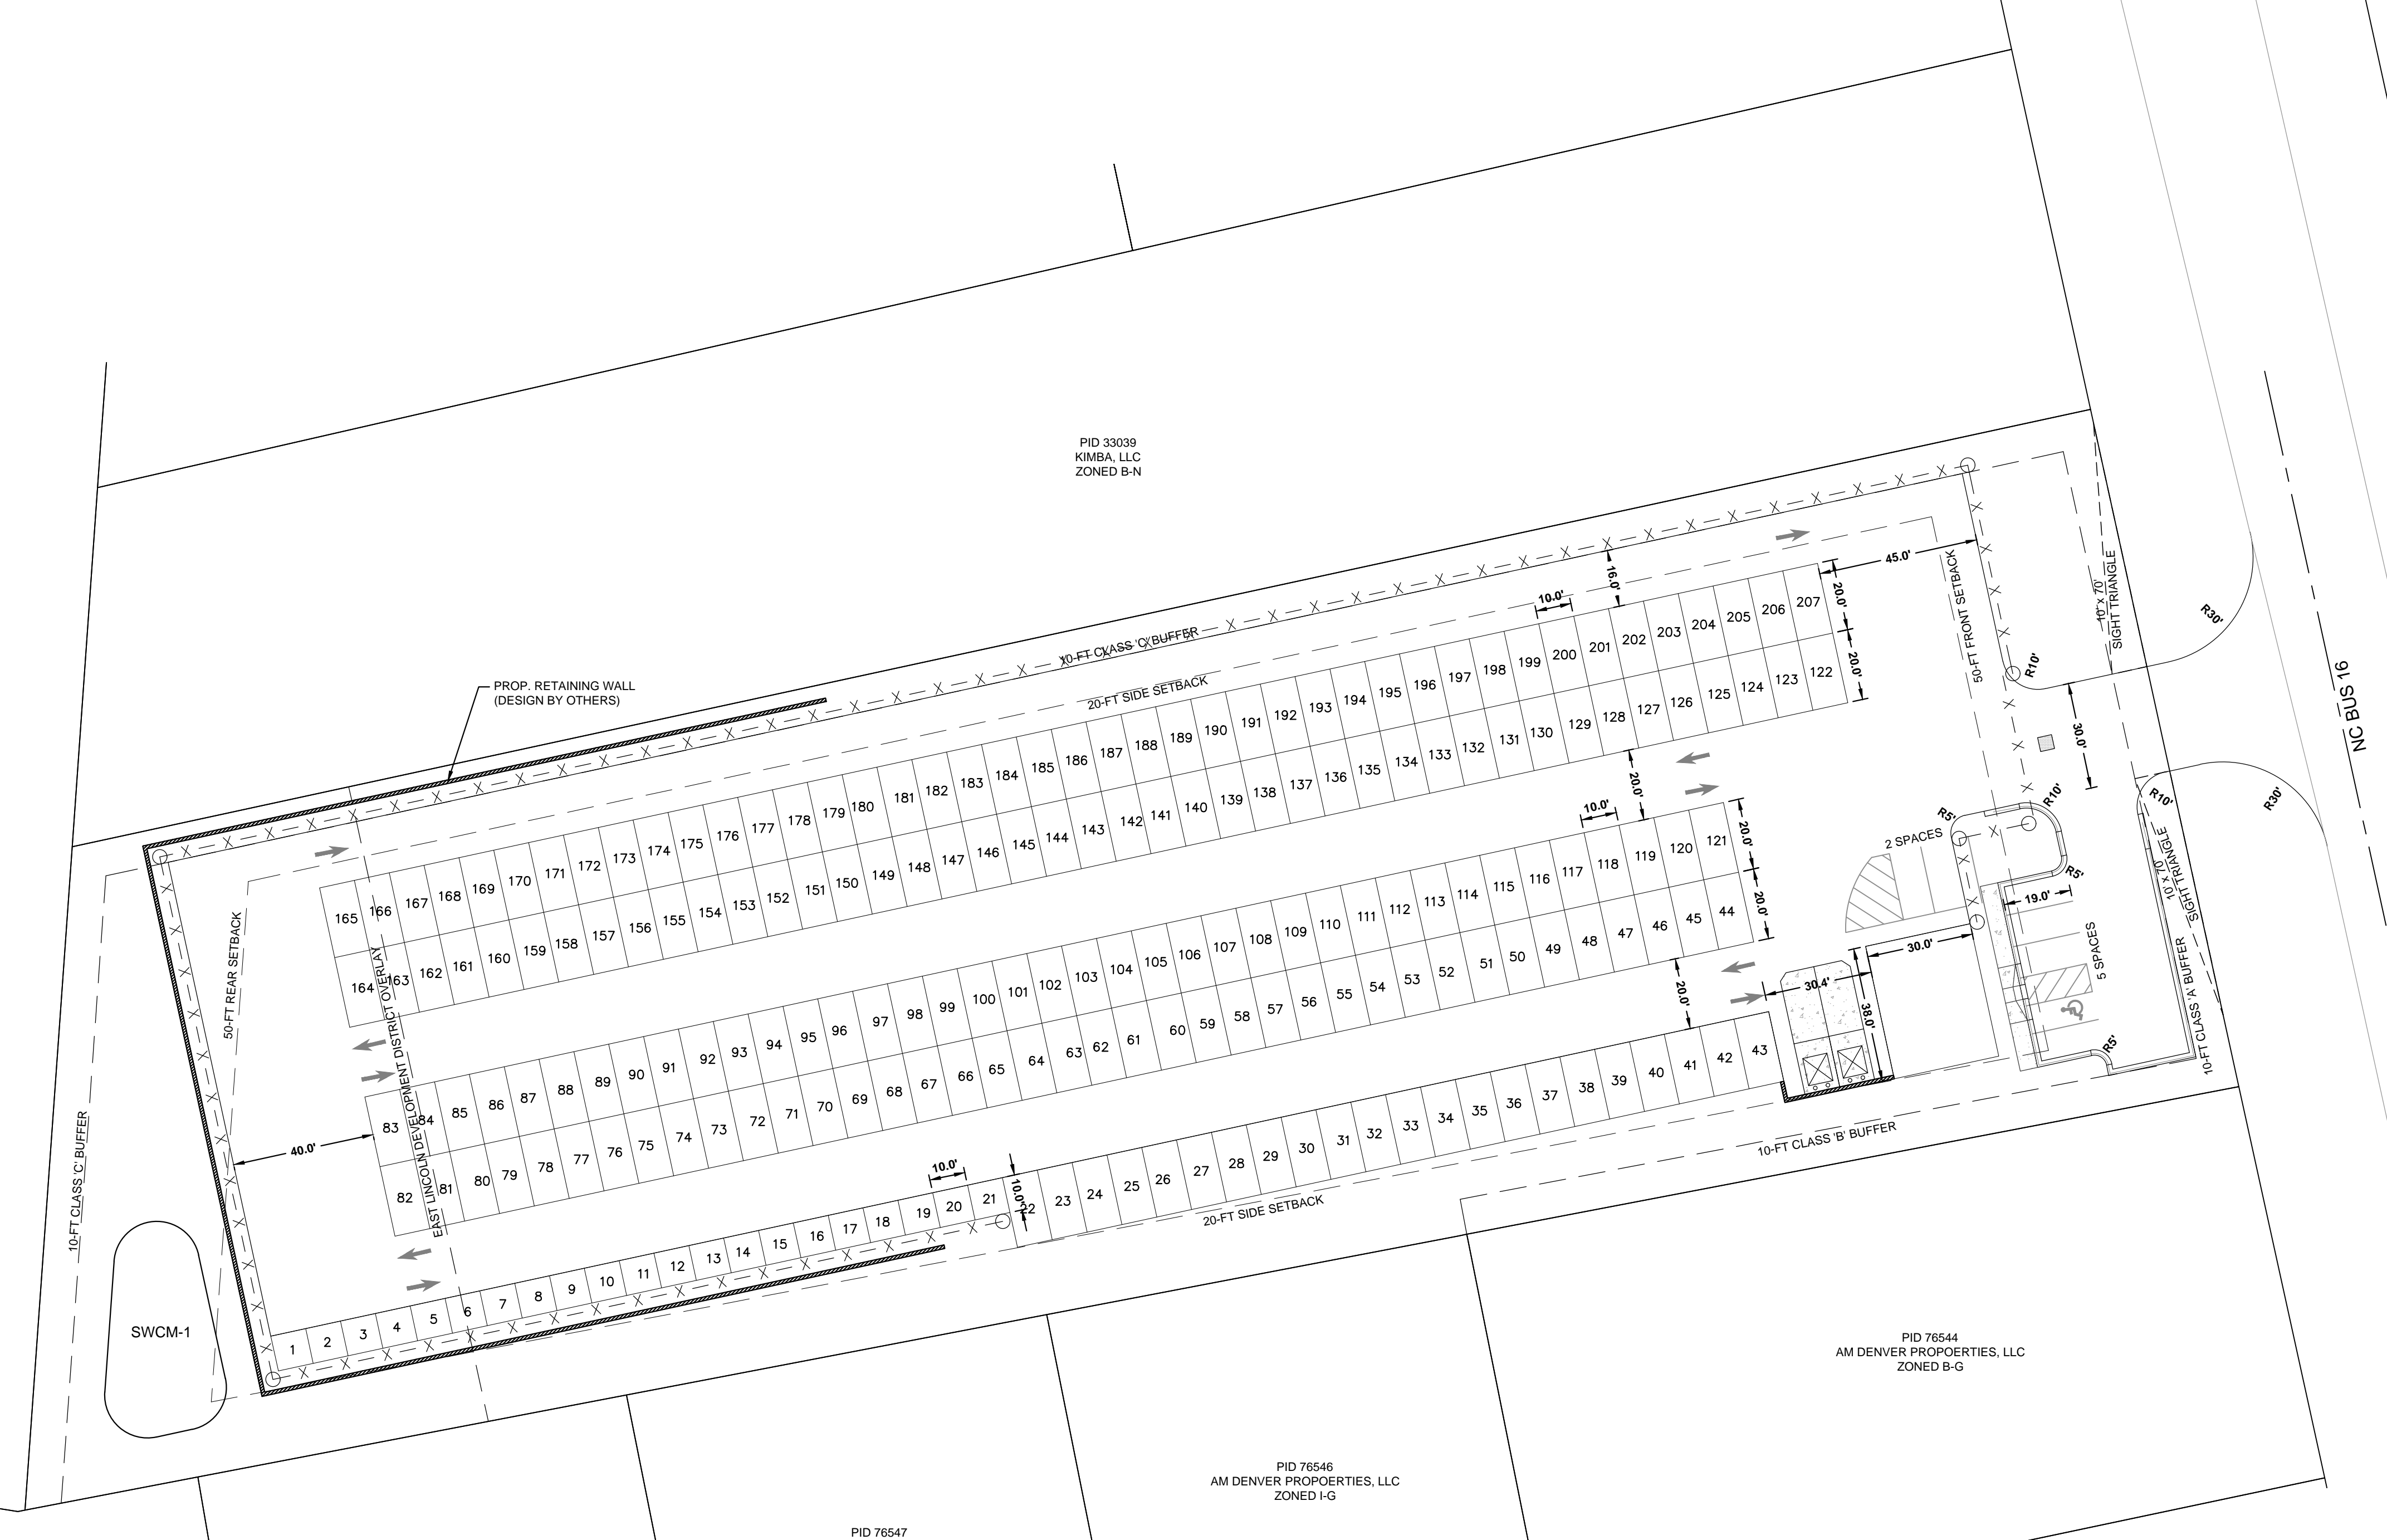 PID 33039
KIMBA, LLC
ZONED B-N
PROP. RETAINING WALL
(DESIGN BY OTHERS)
10-FT CLASS 'C' BUFFER
20-FT SIDE SETBACK
10.0'
16.0'
45.0'
20.0'
20.0'
50-FT FRONT SETBACK
10' x 70'
SIGHT TRIANGLE
R30'
R10'
30.0'
NC BUS 16
165 166 167 168 169 170 171 172 173 174 175 176 177 178 179 180 181 182 183 184 185 186 187 188 189 190 191 192 193 194 195 196 197 198 199 200 201 202 203 204 205 206 207
164 163 162 161 160 159 158 157 156 155 154 153 152 151 150 149 148 147 146 145 144 143 142 141 140 139 138 137 136 135 134 133 132 131 130 129 128 127 126 125 124 123 122
20.0'
10.0'
20.0'
20.0'
83 84 85 86 87 88 89 90 91 92 93 94 95 96 97 98 99 100 101 102 103 104 105 106 107 108 109 110 111 112 113 114 115 116 117 118 119 120 121
82 81 80 79 78 77 76 75 74 73 72 71 70 69 68 67 66 65 64 63 62 61 60 59 58 57 56 55 54 53 52 51 50 49 48 47 46 45 44
20.0'
1 2 3 4 5 6 7 8 9 10 11 12 13 14 15 16 17 18 19 20 21 22 23 24 25 26 27 28 29 30 31 32 33 34 35 36 37 38 39 40 41 42 43
10.0'
10.0'
20-FT SIDE SETBACK
10-FT CLASS 'B' BUFFER
50-FT REAR SETBACK
EAST LINCOLN DEVELOPMENT DISTRICT OVERLAY
40.0'
10-FT CLASS 'C' BUFFER
SWCM-1
R5'
R10'
2 SPACES
R5'
19.0'
5 SPACES
30.0'
30.4'
38.0'
R5'
R10'
R30'
10' x 70'
SIGHT TRIANGLE
10-FT CLASS 'A' BUFFER
PID 76544
AM DENVER PROPOERTIES, LLC
ZONED B-G
PID 76546
AM DENVER PROPOERTIES, LLC
ZONED I-G
PID 76547